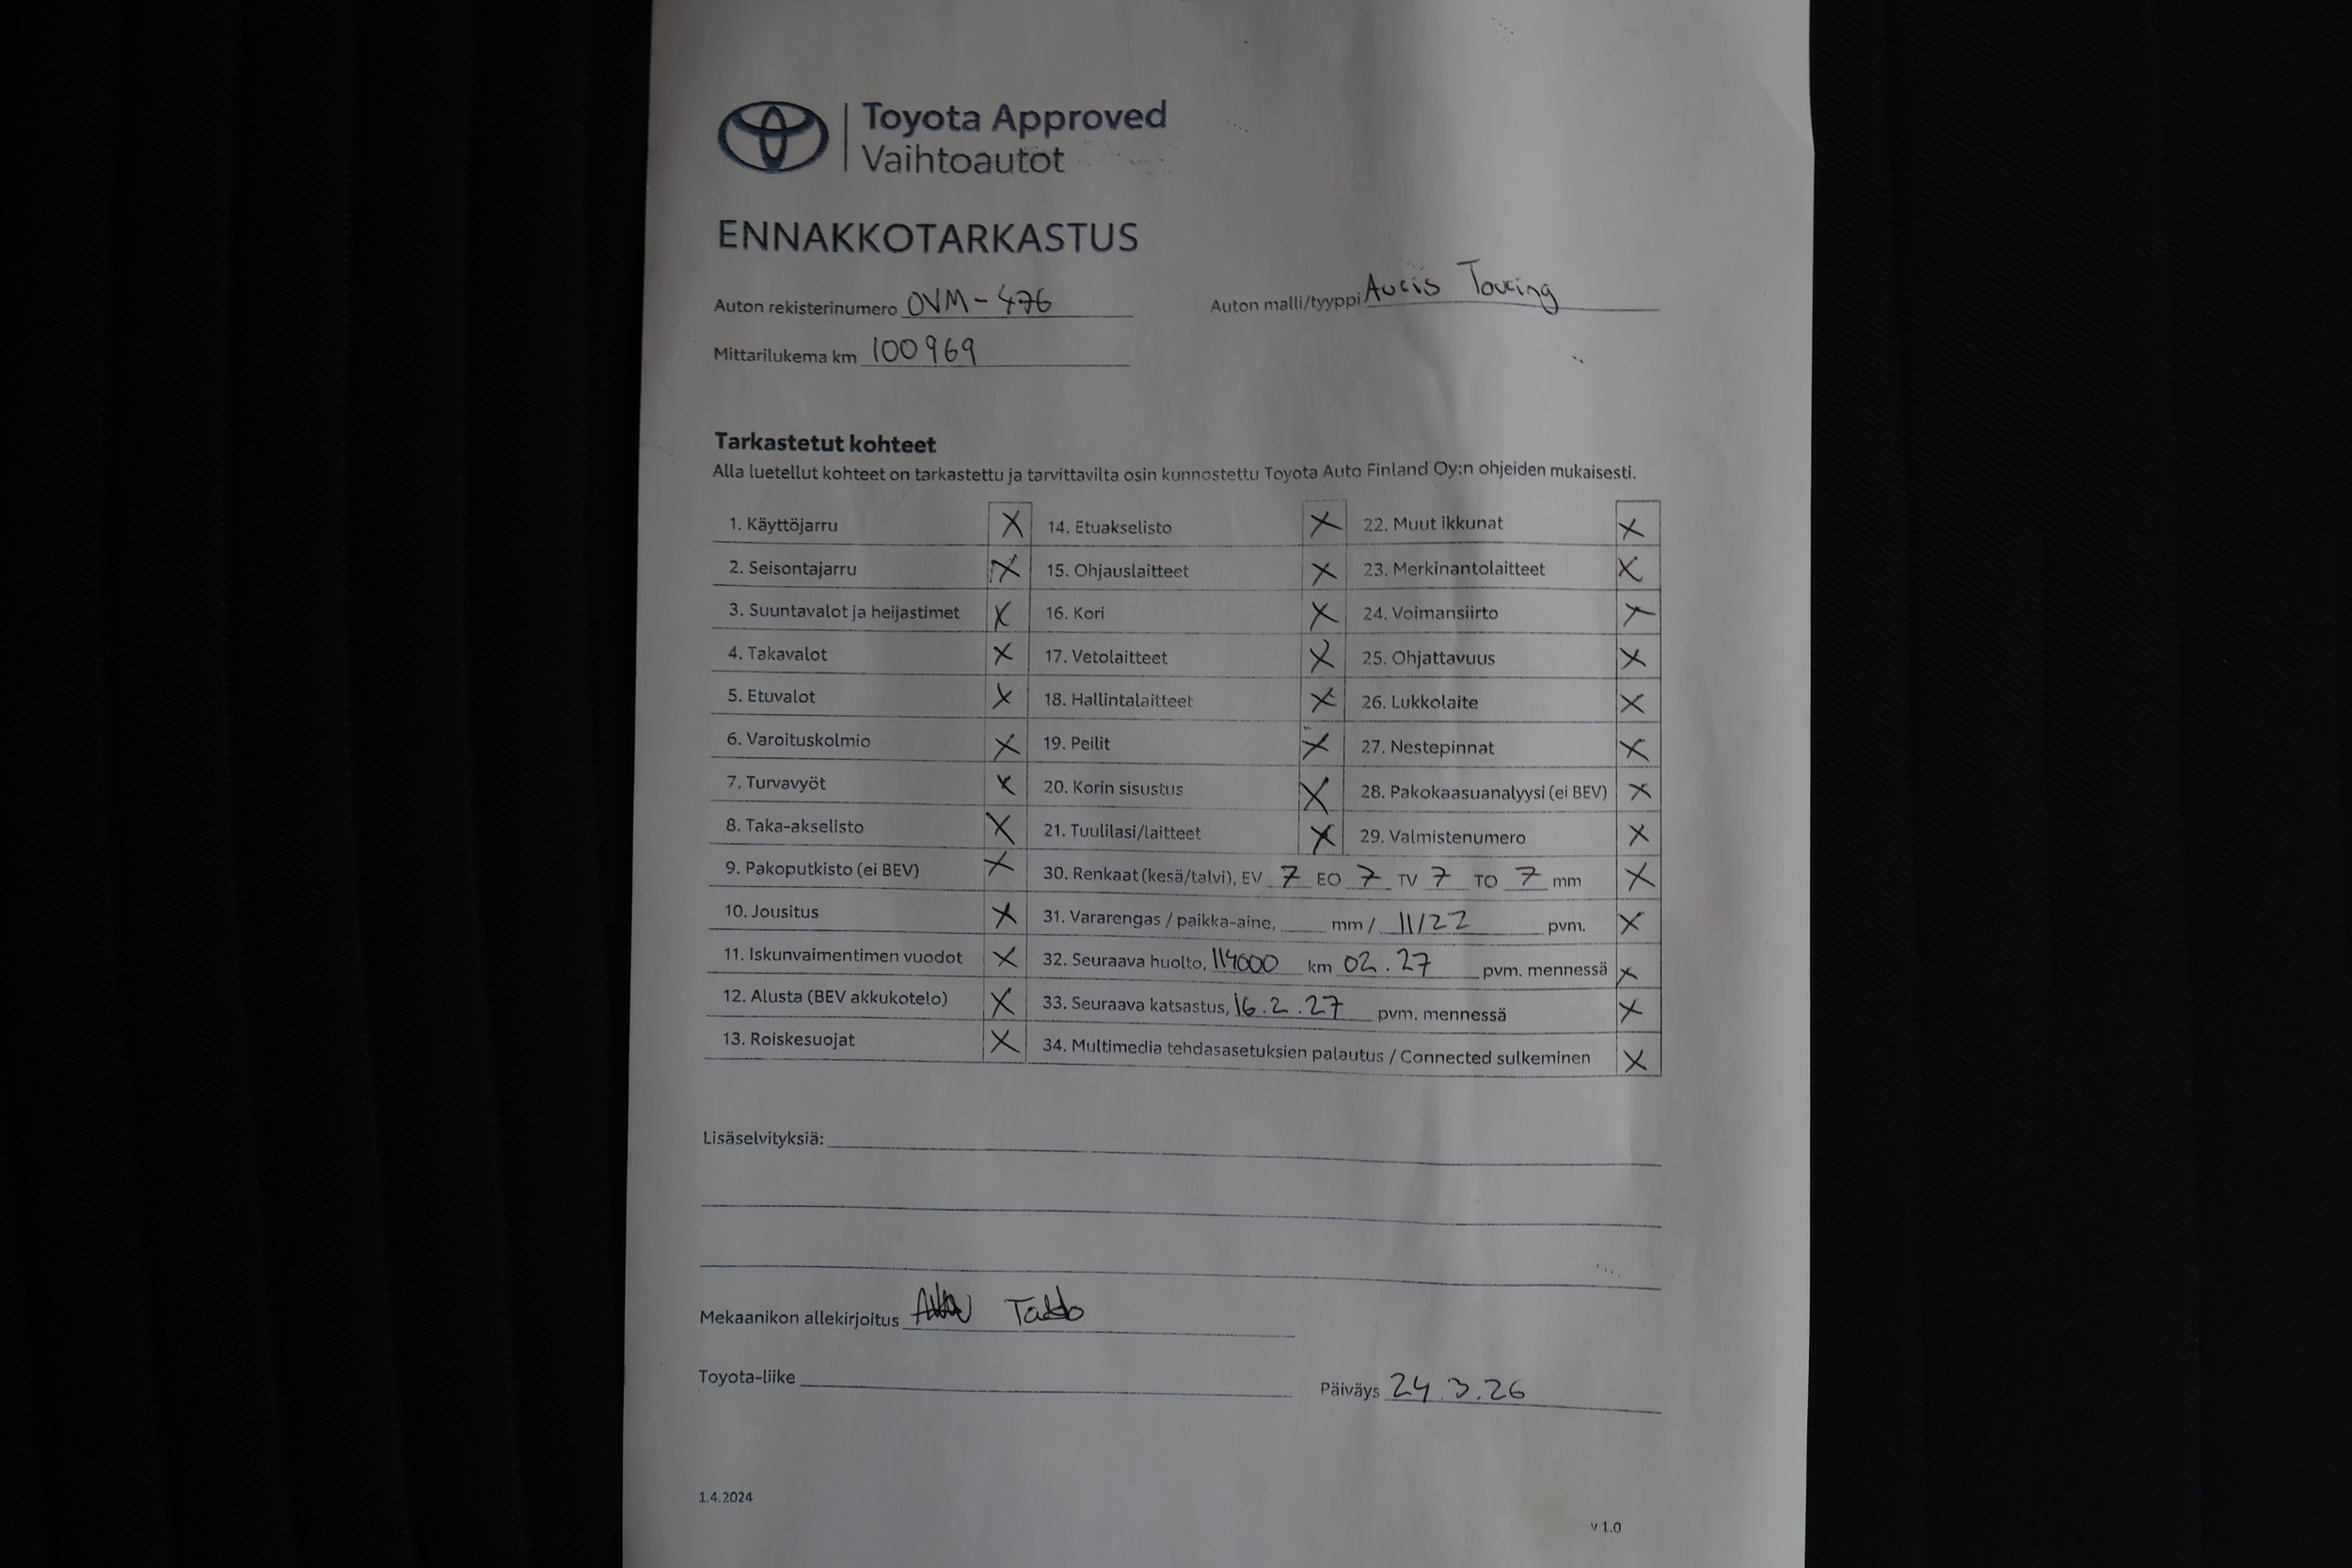 Toyota Approved
Vaihtoautot
ENNAKKOTARKASTUS
Auton rekisterinumero OVM-476 Auton malli/tyyppi Auris Touring
Mittarilukema km 100969
Tarkastetut kohteet
Alla luetellut kohteet on tarkastettu ja tarvittavilta osin kunnostettu Toyota Auto Finland Oy:n ohjeiden mukaisesti.
1. Käyttöjarru X 14. Etuakselisto X 22. Muut ikkunat X
2. Seisontajarru X 15. Ohjauslaitteet X 23. Merkinantolaitteet X
3. Suuntavalot ja heijastimet X 16. Kori X 24. Voimansiirto X
4. Takavalot X 17. Vetolaitteet X 25. Ohjattavuus X
5. Etuvalot X 18. Hallintalaitteet X 26. Lukkolaite X
6. Varoituskolmio X 19. Peilit X 27. Nestepinnat X
7. Turvavyöt X 20. Korin sisustus X 28. Pakokaasuanalyysi (ei BEV) X
8. Taka-akselisto X 21. Tuulilasi/laitteet X 29. Valmistenumero X
9. Pakoputkisto (ei BEV) X 30. Renkaat (kesä/talvi), EV 7 EO 7 TV 7 TO 7 mm X
10. Jousitus X 31. Vararengas / paikka-aine, mm / 11/22 pvm. X
11. Iskunvaimentimen vuodot X 32. Seuraava huolto, 114000 km 02.27 pvm. mennessä X
12. Alusta (BEV akkukotelo) X 33. Seuraava katsastus, 16.2.27 pvm. mennessä X
13. Roiskesuojat X 34. Multimedia tehdasasetuksien palautus / Connected sulkeminen X
Lisäselvityksiä:
Mekaanikon allekirjoitus
Toyota-liike Päiväys 24.3.26
1.4.2024
v 1.0